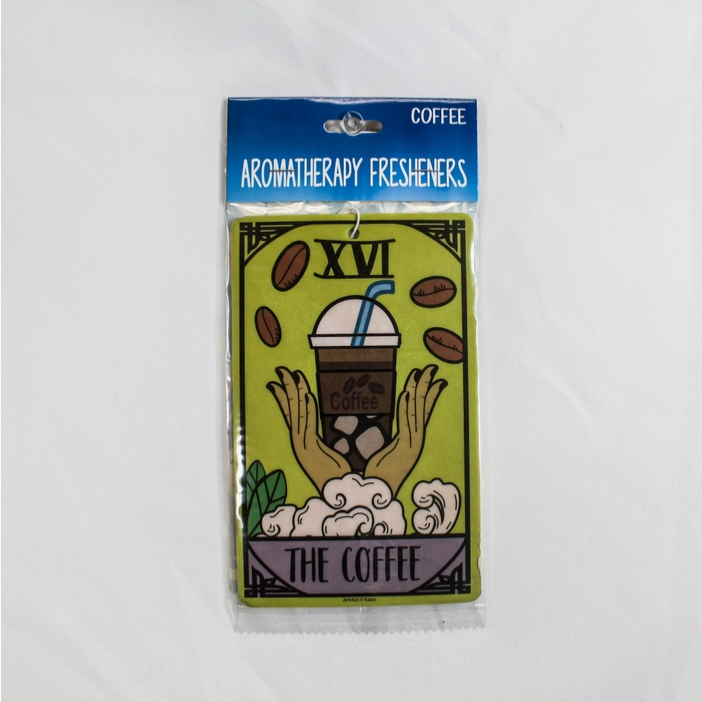 COFFEE
AROMATHERAPY FRESHENERS
XVI
Coffee
THE COFFEE